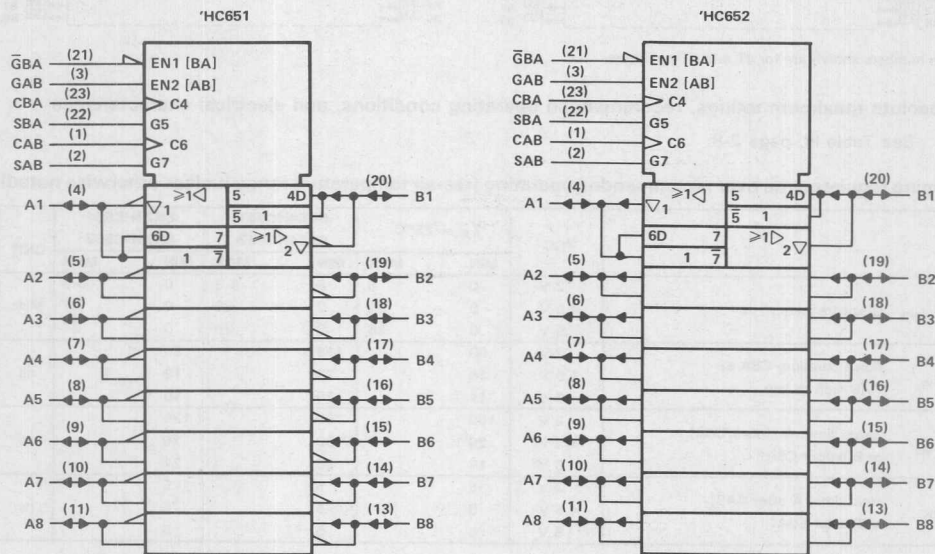 'HC651
G̅BA (21) EN1 [BA]
GAB (3) EN2 [AB]
CBA (23) C4
SBA (22) G5
CAB (1) C6
SAB (2) G7
A1 (4) ≥1 5 4D (20) B1
1 5̅ 1
6D 7 ≥1
1 7̅ 2
A2 (5) (19) B2
A3 (6) (18) B3
A4 (7) (17) B4
A5 (8) (16) B5
A6 (9) (15) B6
A7 (10) (14) B7
A8 (11) (13) B8
'HC652
G̅BA (21) EN1 [BA]
GAB (3) EN2 [AB]
CBA (23) C4
SBA (22) G5
CAB (1) C6
SAB (2) G7
A1 (4) ≥1 5 4D (20) B1
1 5̅ 1
6D 7 ≥1
1 7̅ 2
A2 (5) (19) B2
A3 (6) (18) B3
A4 (7) (17) B4
A5 (8) (16) B5
A6 (9) (15) B6
A7 (10) (14) B7
A8 (11) (13) B8